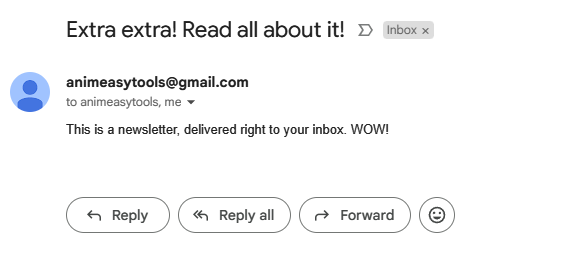 Extra extra! Read all about it! Inbox x
animeasytools@gmail.com
to animeasytools, me
This is a newsletter, delivered right to your inbox. WOW!
Reply Reply all Forward